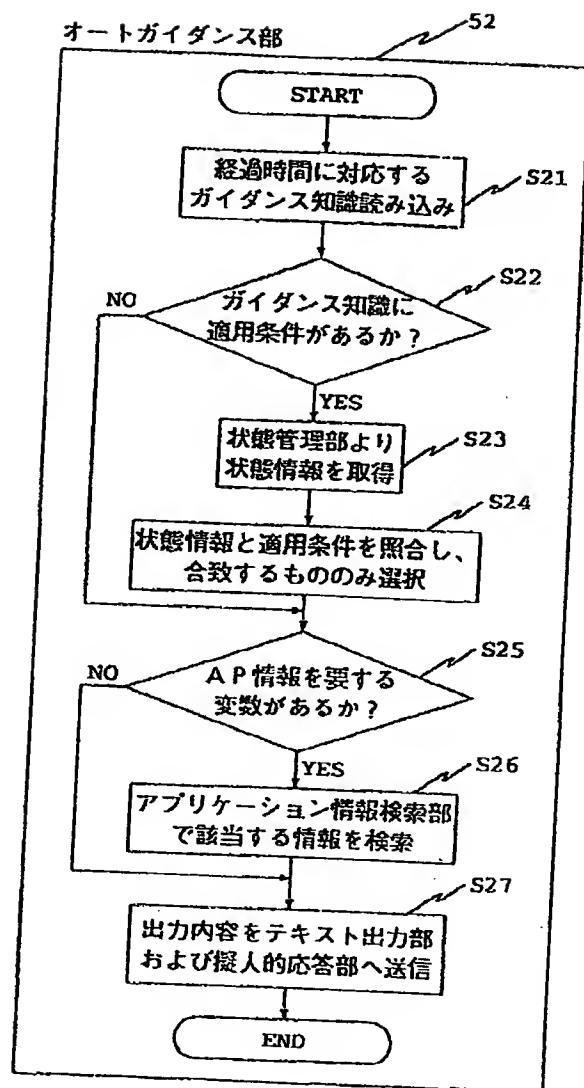 オートガイダンス部
52
START
経過時間に対応する
ガイダンス知識読み込み
S21
ガイダンス知識に
適用条件があるか?
S22
NO
YES
状態管理部より
状態情報を取得
S23
状態情報と適用条件を照合し、
合致するもののみ選択
S24
AP情報を要する
変数があるか?
S25
NO
YES
アプリケーション情報検索部
で該当する情報を検索
S26
出力内容をテキスト出力部
および擬人的応答部へ送信
S27
END